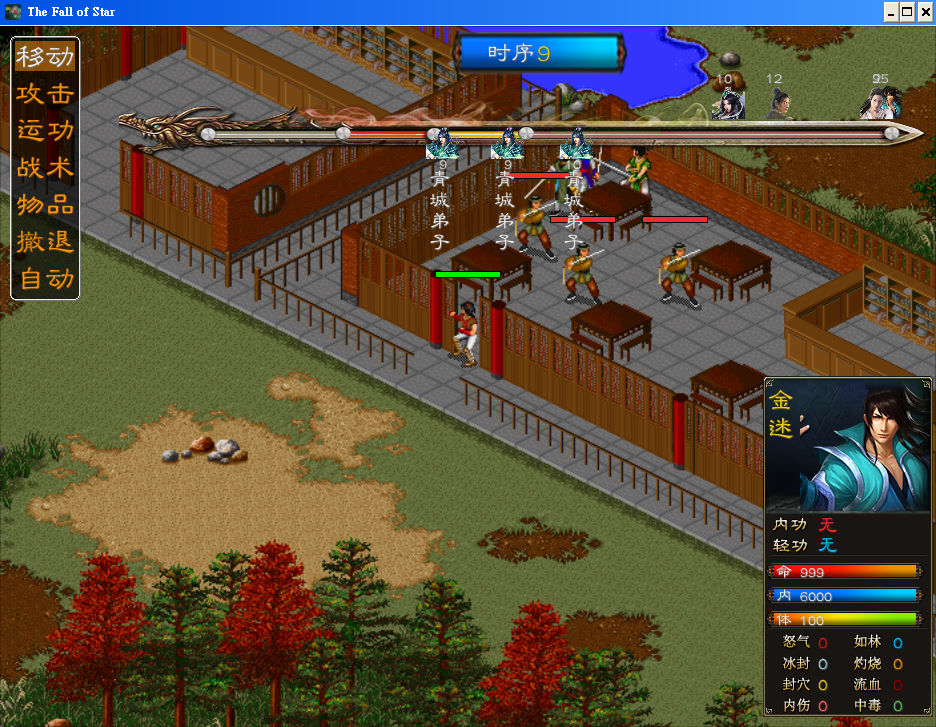 The Fall of Star
移动
攻击
运功
战术
物品
撤退
自动
时序9
10
12
9
青城弟子
9
青城弟子
9
青城弟子
金迷
内功 无
轻功 无
命 999
内 6000
体 100
怒气 0 如林 0
冰封 0 灼烧 0
封穴 0 流血 0
内伤 0 中毒 0